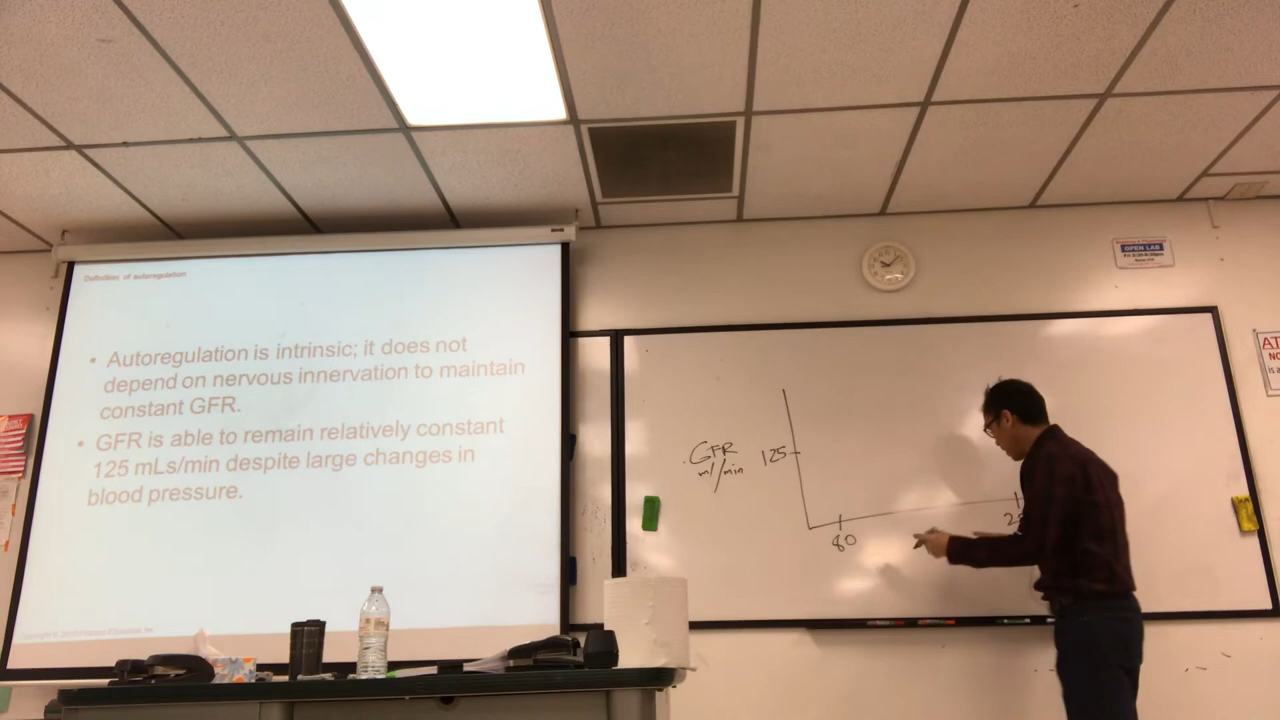 Definition of autoregulation
• Autoregulation is intrinsic; it does not
depend on nervous innervation to maintain
constant GFR.
• GFR is able to remain relatively constant
125 mLs/min despite large changes in
blood pressure.
GFR
ml/min
125
80
OPEN LAB
NO